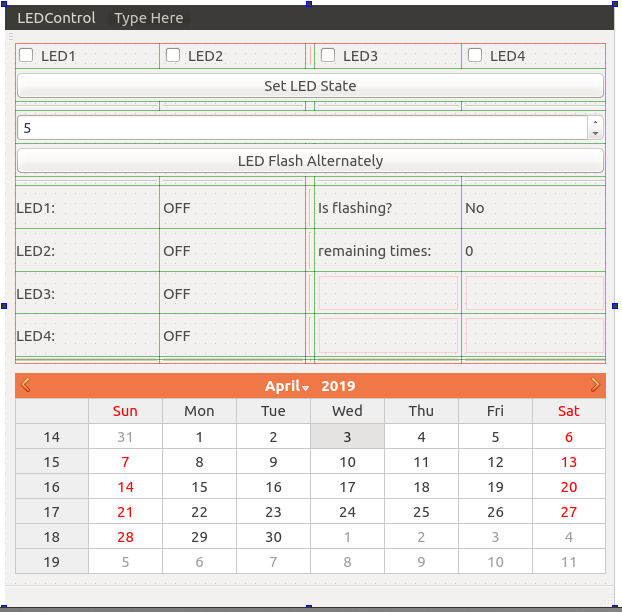 LEDControl Type Here
LED1 LED2 LED3 LED4
Set LED State
5
LED Flash Alternately
LED1: OFF Is flashing? No
LED2: OFF remaining times: 0
LED3: OFF
LED4: OFF
April 2019
Sun Mon Tue Wed Thu Fri Sat
14 31 1 2 3 4 5 6
15 7 8 9 10 11 12 13
16 14 15 16 17 18 19 20
17 21 22 23 24 25 26 27
18 28 29 30 1 2 3 4
19 5 6 7 8 9 10 11